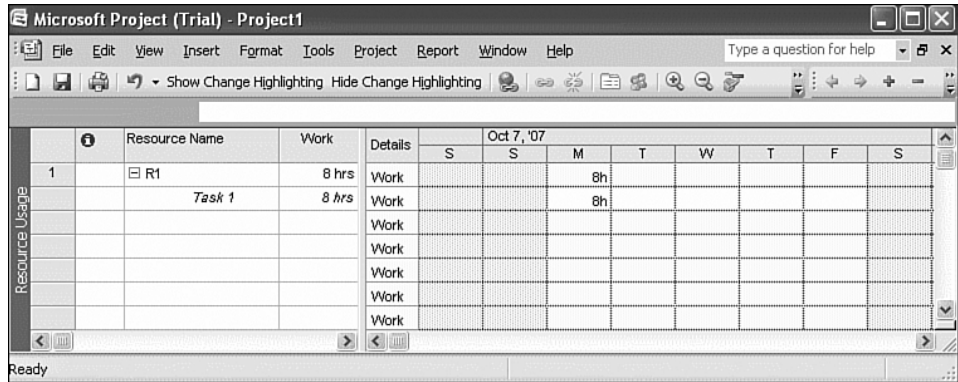 Microsoft Project (Trial) - Project1
File Edit View Insert Format Tools Project Report Window Help Type a question for help
Show Change Highlighting Hide Change Highlighting
Resource Name Work Details Oct 7, '07
S S M T W T F S
1 R1 8 hrs Work 8h
Task 1 8 hrs Work 8h
Work
Work
Work
Work
Work
Resource Usage
Ready